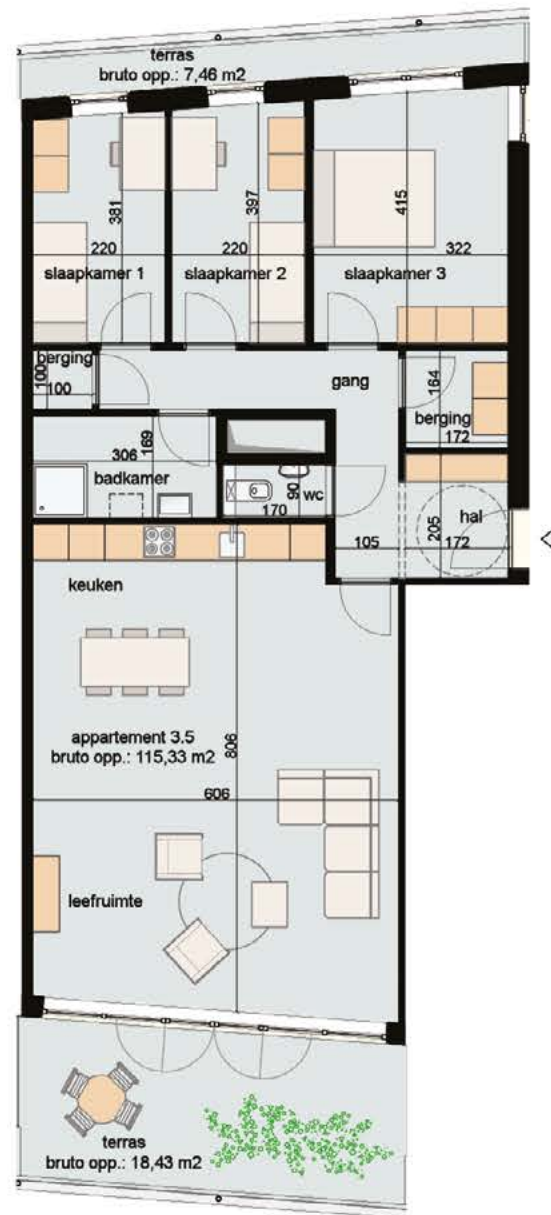 terras
bruto opp.: 7,46 m2
381
397
415
220
220
322
slaapkamer 1
slaapkamer 2
slaapkamer 3
berging
100
100
gang
164
berging
172
306
169
badkamer
170
90
wc
hal
205
105
172
keuken
appartement 3.5
bruto opp.: 115,33 m2
806
606
leefruimte
terras
bruto opp.: 18,43 m2